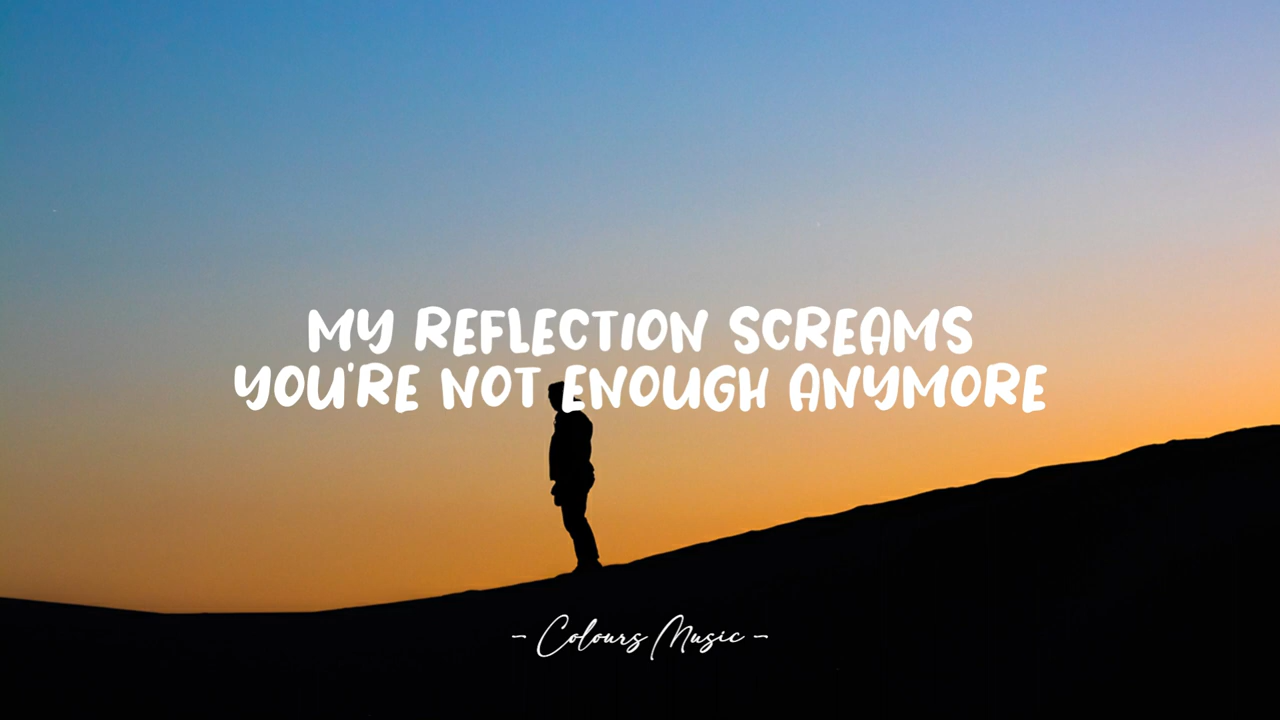 MY REFLECTION SCREAMS
YOU'RE NOT ENOUGH ANYMORE
- Colours Music -